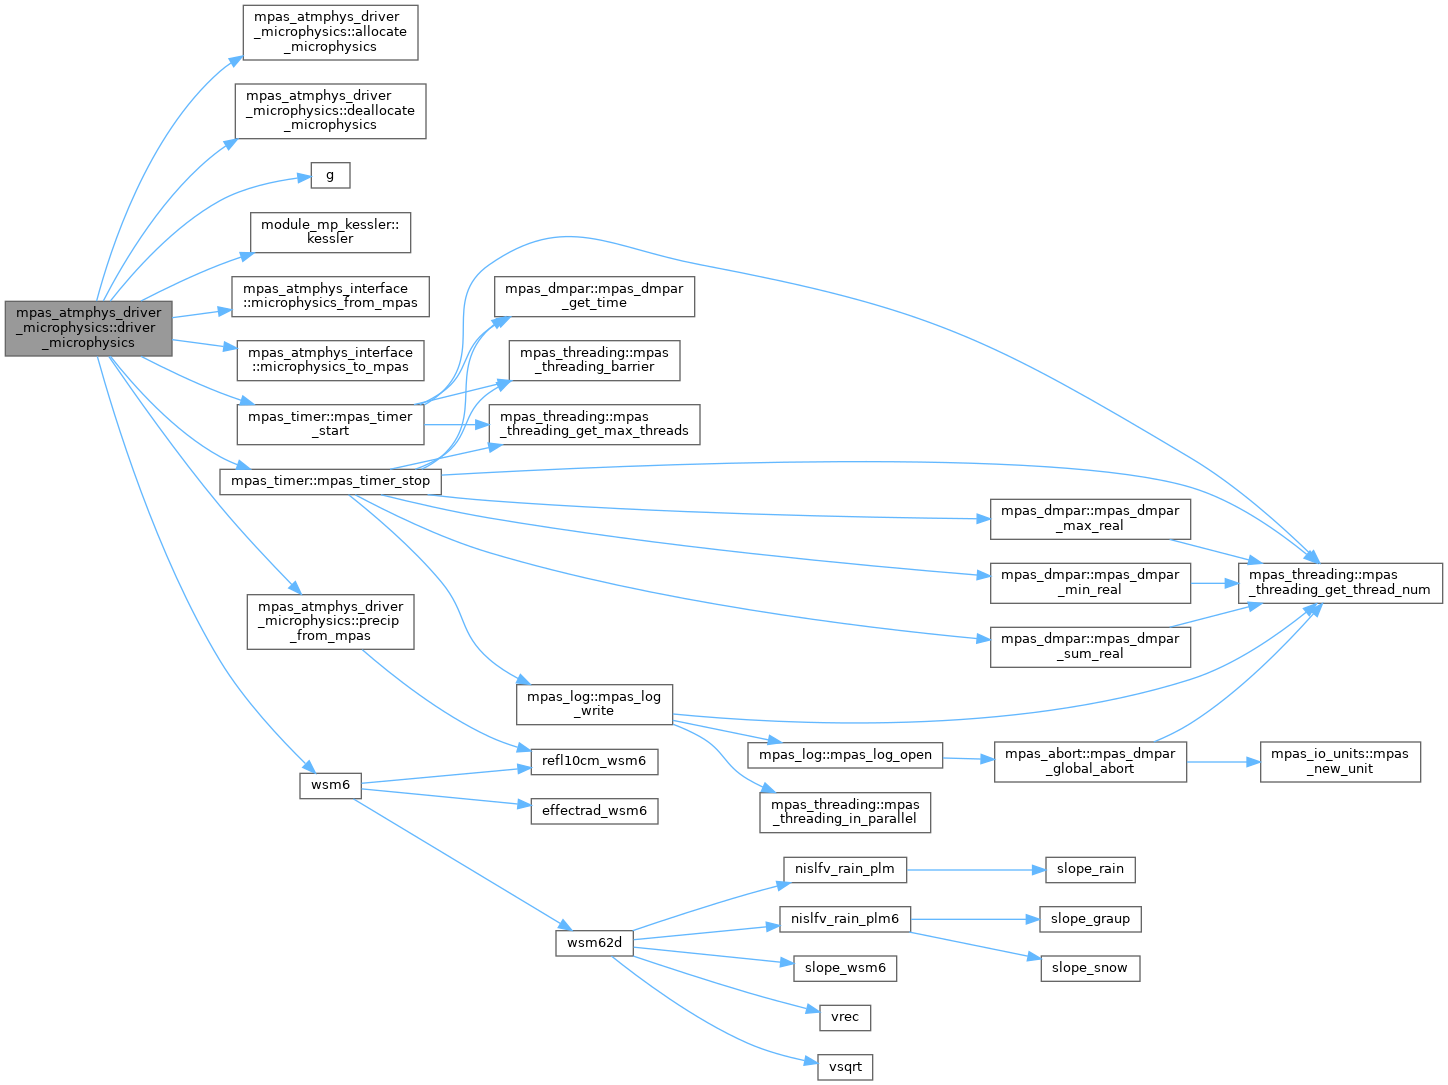 mpas_atmphys_driver
_microphysics::driver
_microphysics
mpas_atmphys_driver
_microphysics::allocate
_microphysics
mpas_atmphys_driver
_microphysics::deallocate
_microphysics
g
module_mp_kessler::
kessler
mpas_atmphys_interface
::microphysics_from_mpas
mpas_atmphys_interface
::microphysics_to_mpas
mpas_timer::mpas_timer
_start
mpas_timer::mpas_timer_stop
mpas_atmphys_driver
_microphysics::precip
_from_mpas
wsm6
mpas_dmpar::mpas_dmpar
_get_time
mpas_threading::mpas
_threading_barrier
mpas_threading::mpas
_threading_get_max_threads
mpas_log::mpas_log
_write
refl10cm_wsm6
effectrad_wsm6
wsm62d
mpas_log::mpas_log_open
mpas_threading::mpas
_threading_in_parallel
nislfv_rain_plm
nislfv_rain_plm6
slope_wsm6
vrec
vsqrt
mpas_dmpar::mpas_dmpar
_max_real
mpas_dmpar::mpas_dmpar
_min_real
mpas_dmpar::mpas_dmpar
_sum_real
mpas_abort::mpas_dmpar
_global_abort
slope_rain
slope_graup
slope_snow
mpas_threading::mpas
_threading_get_thread_num
mpas_io_units::mpas
_new_unit